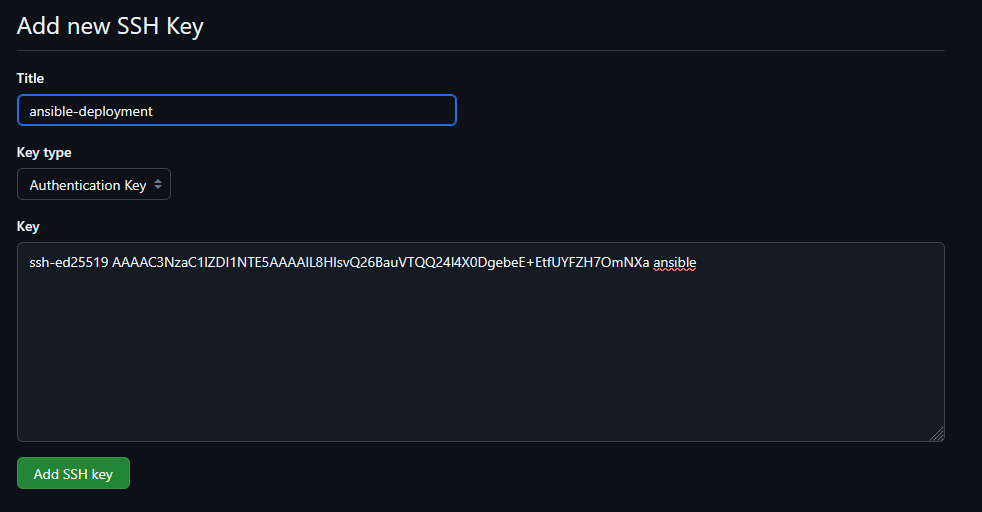 Add new SSH Key
Title
ansible-deployment
Key type
Authentication Key
Key
ssh-ed25519 AAAAC3NzaC1lZDI1NTE5AAAAIL8HIsvQ26BauVTQQ24I4X0DgebeE+EtfUYFZH7OmNXa ansible
Add SSH key